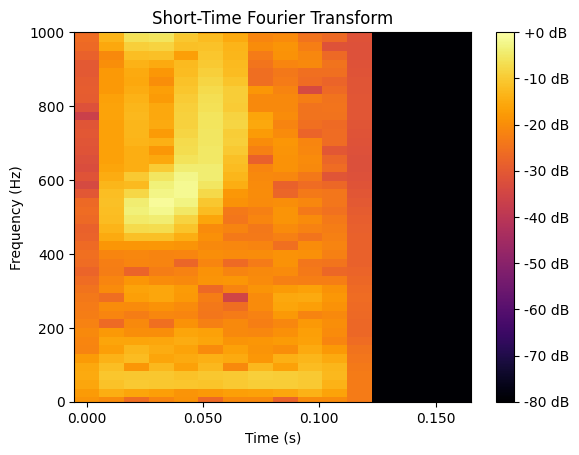 Short-Time Fourier Transform
1000
800
600
400
200
0
Frequency (Hz)
0.000
0.050
0.100
0.150
Time (s)
+0 dB
-10 dB
-20 dB
-30 dB
-40 dB
-50 dB
-60 dB
-70 dB
-80 dB